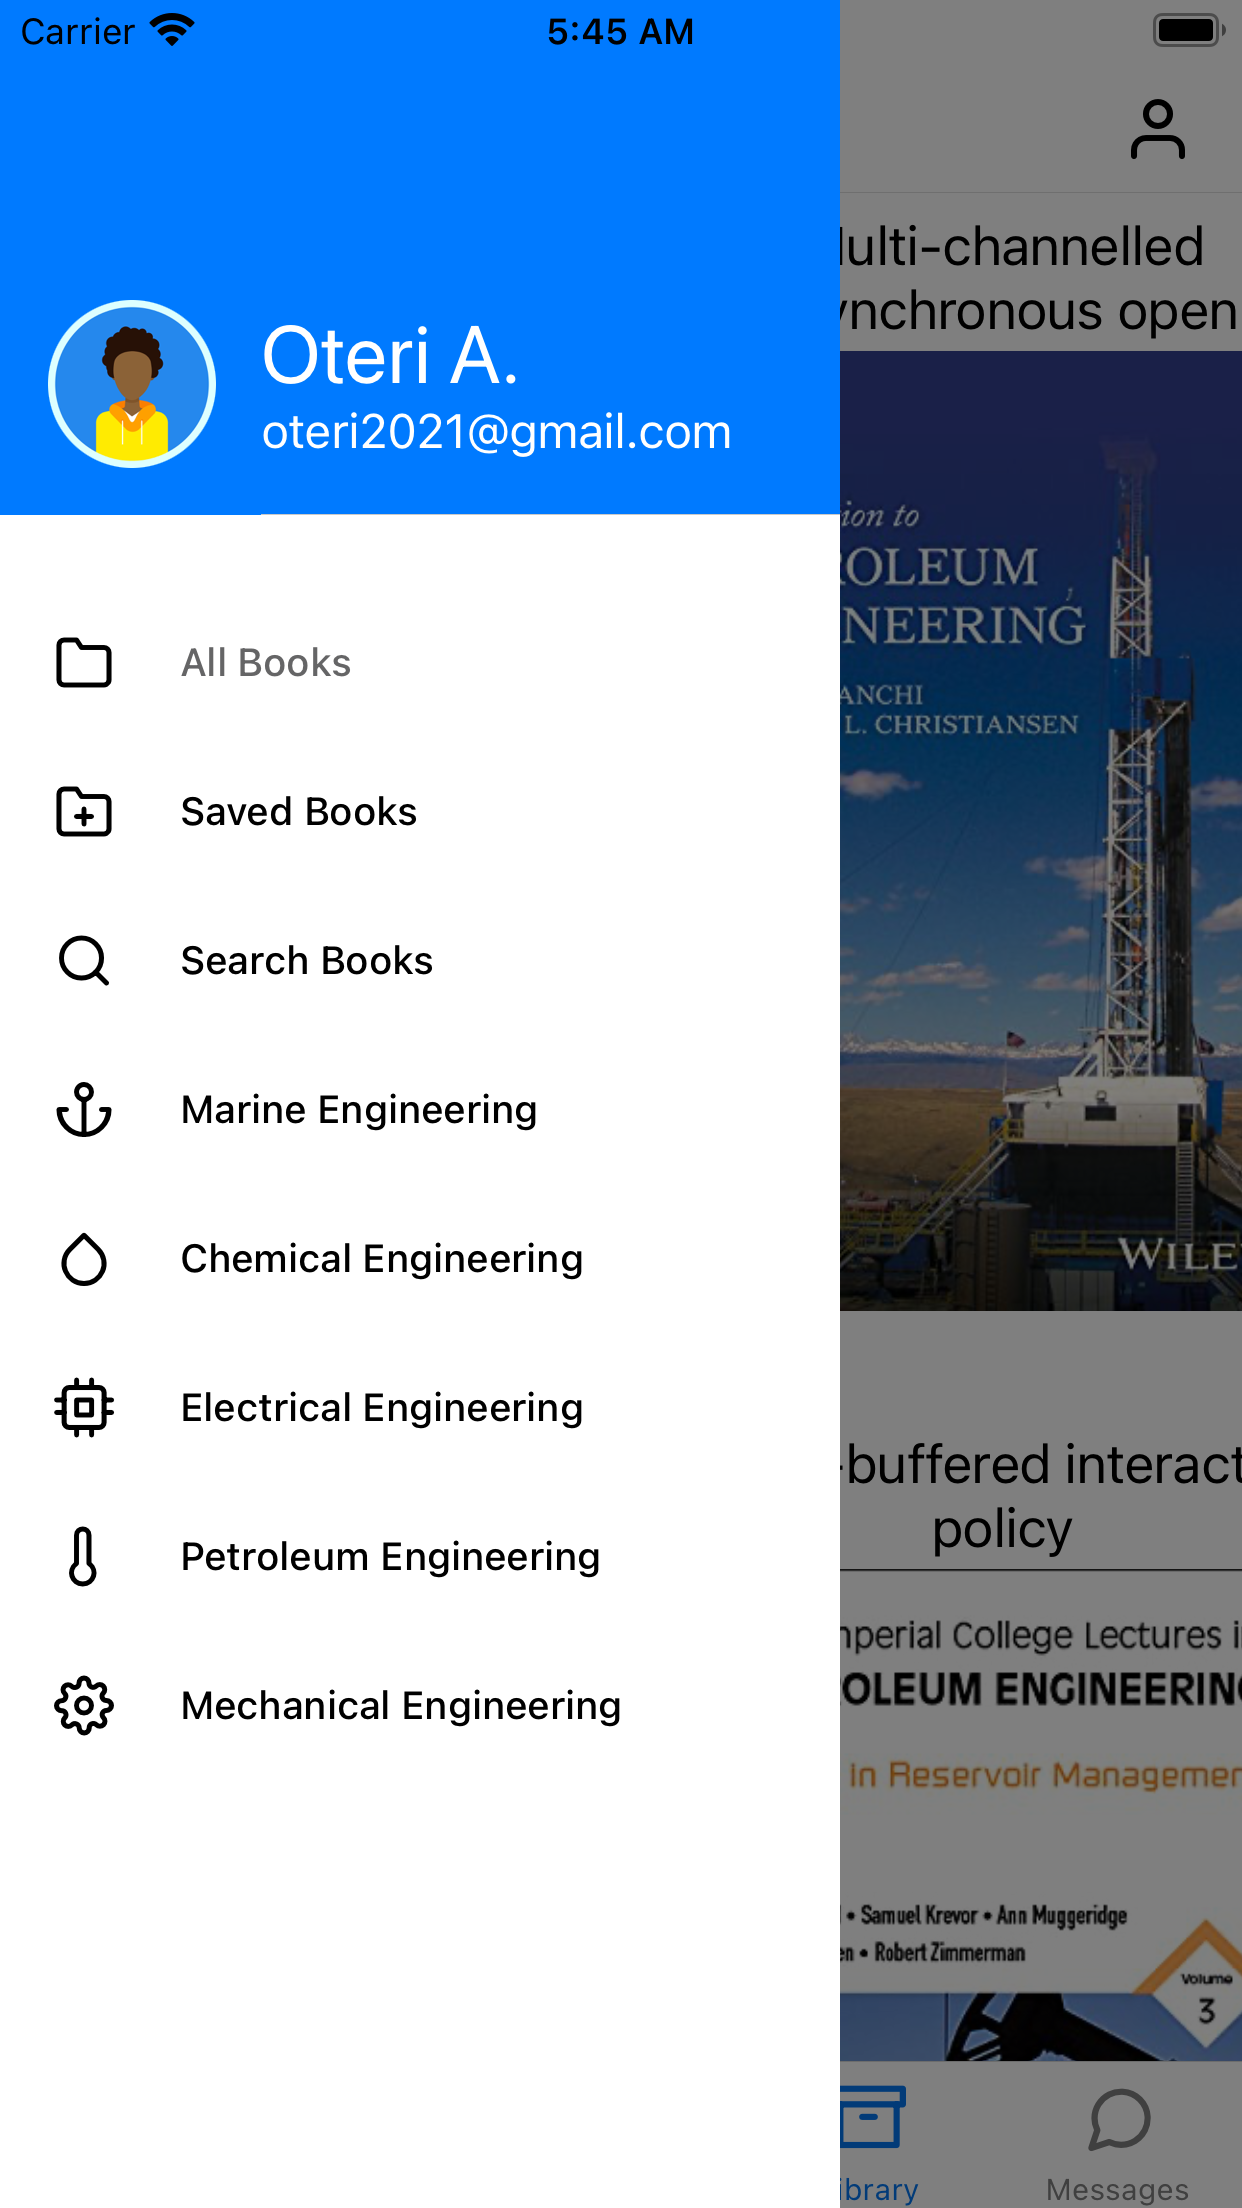 Carrier
5:45 AM
Oteri A.
oteri2021@gmail.com
All Books
Saved Books
Search Books
Marine Engineering
Chemical Engineering
Electrical Engineering
Petroleum Engineering
Mechanical Engineering
ulti-channelled
ynchronous open
ion to
OLEUM
NEERING
ANCHI
L. CHRISTIANSEN
WILE
-buffered interact
policy
nperial College Lectures i
OLEUM ENGINEERING
in Reservoir Managemen
• Samuel Krevor • Ann Muggeridge
en • Robert Zimmerman
Volume
3
ibrary
Messages